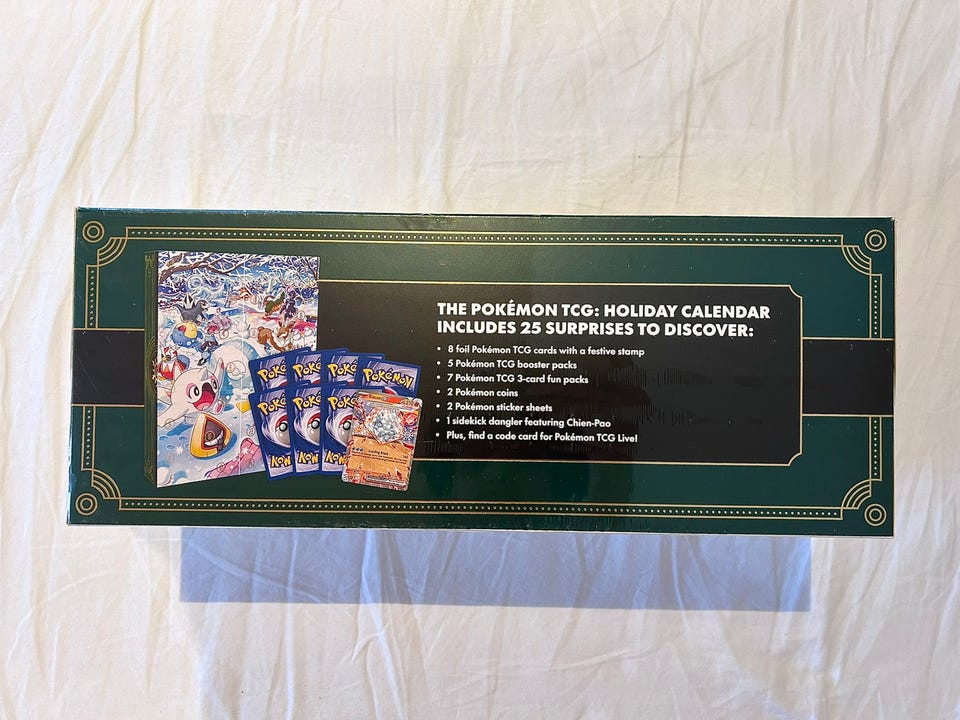 THE POKÉMON TCG: HOLIDAY CALENDAR
INCLUDES 25 SURPRISES TO DISCOVER:
• 8 foil Pokémon TCG cards with a festive stamp
• 5 Pokémon TCG booster packs
• 7 Pokémon TCG 3-card fun packs
• 2 Pokémon coins
• 2 Pokémon sticker sheets
• 1 sidekick dangler featuring Chien-Pao
• Plus, find a code card for Pokémon TCG Live!
POKéMON